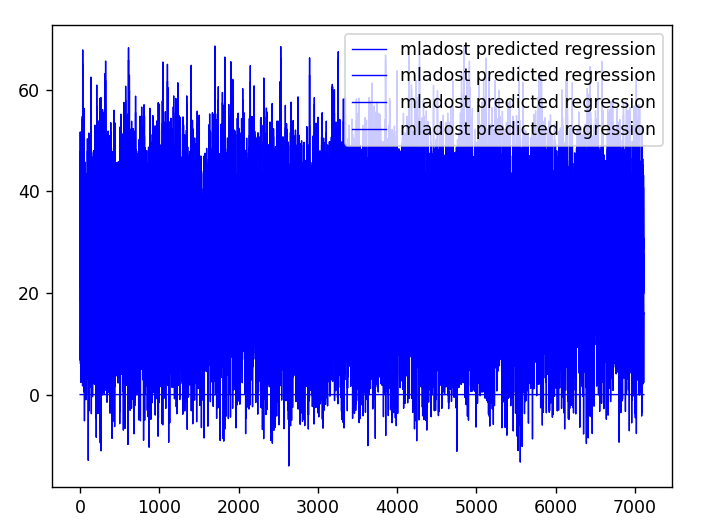 mladost predicted regression
mladost predicted regression
mladost predicted regression
mladost predicted regression
60
40
20
0
0 1000 2000 3000 4000 5000 6000 7000